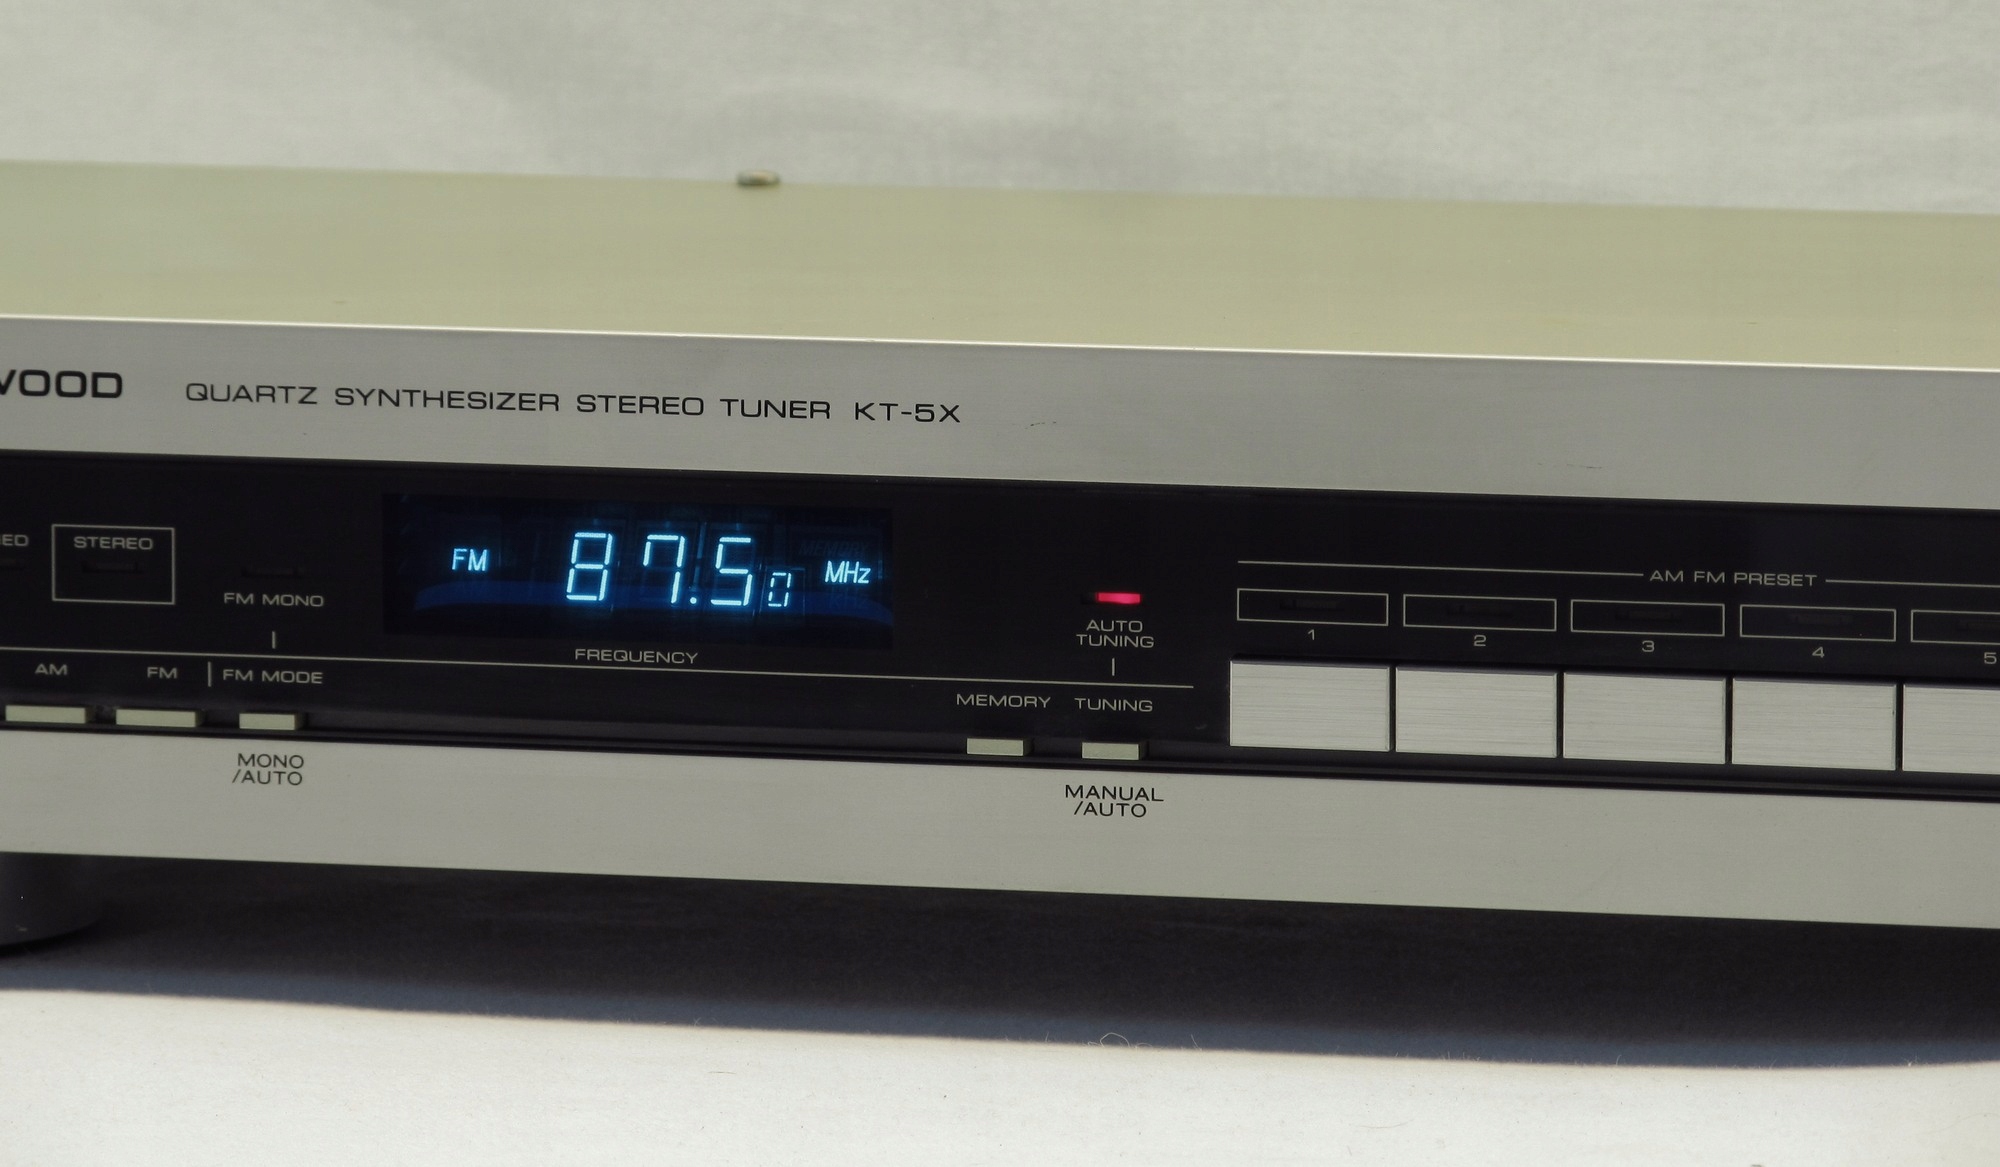 WOOD QUARTZ SYNTHESIZER STEREO TUNER KT-5X
ED
STEREO
FM MONO
FM 87.50 MHz
FREQUENCY
AUTO
TUNING
AM FM PRESET
1 2 3 4 5
AM FM FM MODE
MEMORY TUNING
MONO
/AUTO
MANUAL
/AUTO